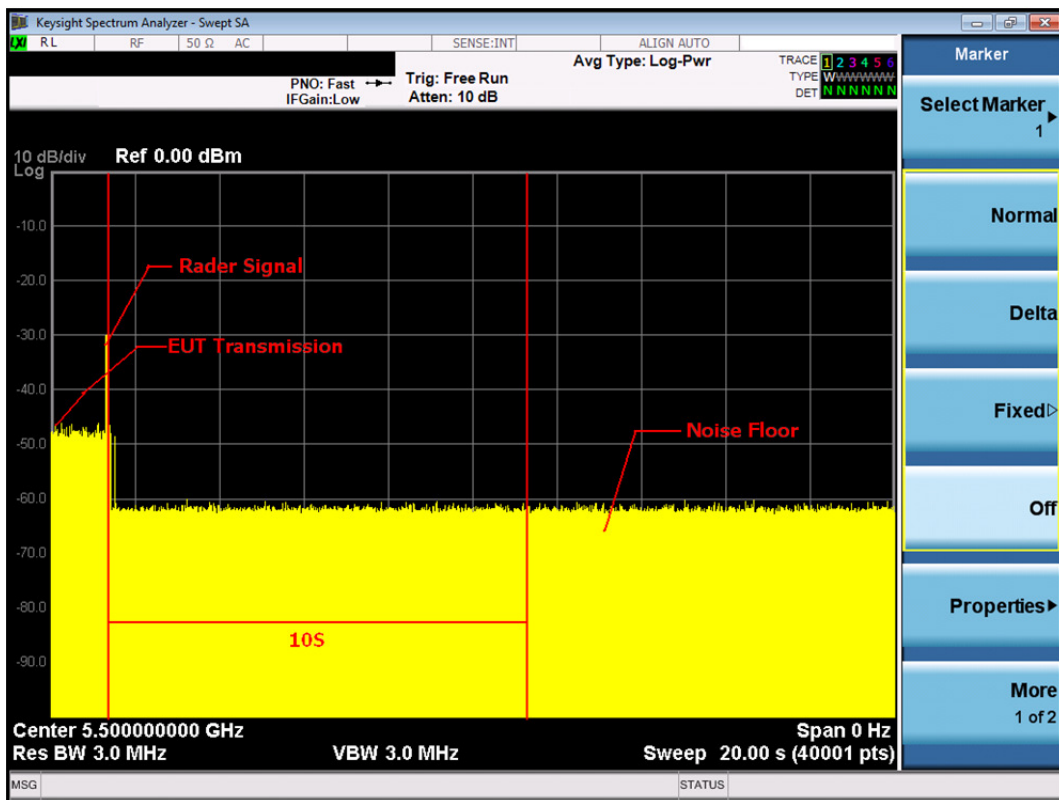 Keysight Spectrum Analyzer - Swept SA
LXI RL RF 50 Ω AC SENSE:INT ALIGN AUTO
PNO: Fast
IFGain:Low
Trig: Free Run
Atten: 10 dB
Avg Type: Log-Pwr
TRACE 1 2 3 4 5 6
TYPE WWWWWW
DET N N N N N N
10 dB/div Ref 0.00 dBm
Log
-10.0
-20.0
-30.0
-40.0
-50.0
-60.0
-70.0
-80.0
-90.0
Rader Signal
EUT Transmission
Noise Floor
10S
Center 5.500000000 GHz Span 0 Hz
Res BW 3.0 MHz VBW 3.0 MHz Sweep 20.00 s (40001 pts)
MSG STATUS
Marker
Select Marker
1
Normal
Delta
Fixed
Off
Properties
More
1 of 2